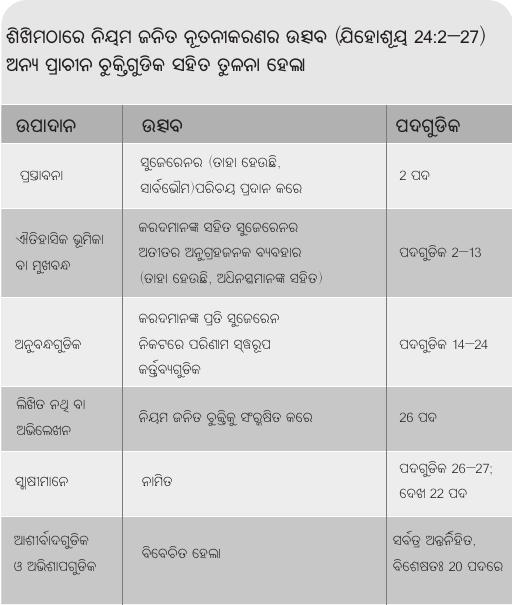 ଶିଖିମଠାରେ ନିୟମ ଜନିତ ନୂତନୀକରଣର ଉତ୍ସବ (ଯିହୋଶୂୟ 24:2–27)
ଅନ୍ୟ ପ୍ରାଚୀନ ଚୁକ୍ତିଗୁଡିକ ସହିତ ତୁଳନା ହେଲା
ଉପାଦାନ ଉତ୍ସବ ପଦଗୁଡିକ
ପ୍ରସ୍ତାବନା ସୁଜେରେନର (ତାହା ହେଉଛି, ସାର୍ବଭୌମ)ପରିଚୟ ପ୍ରଦାନ କରେ 2 ପଦ
ଐତିହାସିକ ଭୂମିକା
ବା ମୁଖବନ୍ଧ
କରଦମାନଙ୍କ ସହିତ ସୁଜେରେନର
ଅତୀତର ଅନୁଗ୍ରହଜନକ ବ୍ୟବହାର
(ତାହା ହେଉଛି, ଅଧିନସ୍ତମାନଙ୍କ ସହିତ)
ପଦଗୁଡିକ 2–13
ଅନୁବନ୍ଧଗୁଡିକ
କରଦମାନଙ୍କ ପ୍ରତି ସୁଜେରେନ
ନିକଟରେ ପରିଣାମ ସ୍ୱରୂପ
କର୍ତ୍ତବ୍ୟଗୁଡିକ
ପଦଗୁଡିକ 14–24
ଲିଖିତ ନଥି ବା
ଅଭିଲେଖନ
ନିୟମ ଜନିତ ଚୁକ୍ତିକୁ ସଂରକ୍ଷିତ କରେ
26 ପଦ
ସାକ୍ଷୀମାନେ
ନାମିତ
ପଦଗୁଡିକ 26–27;
ଦେଖ 22 ପଦ
ଆଶୀର୍ବାଦଗୁଡିକ
ଓ ଅଭିଶାପଗୁଡିକ
ବିବେଚିତ ହେଲା
ସର୍ବତ୍ର ଅନ୍ତର୍ନିହିତ,
ବିଶେଷତଃ 20 ପଦରେ